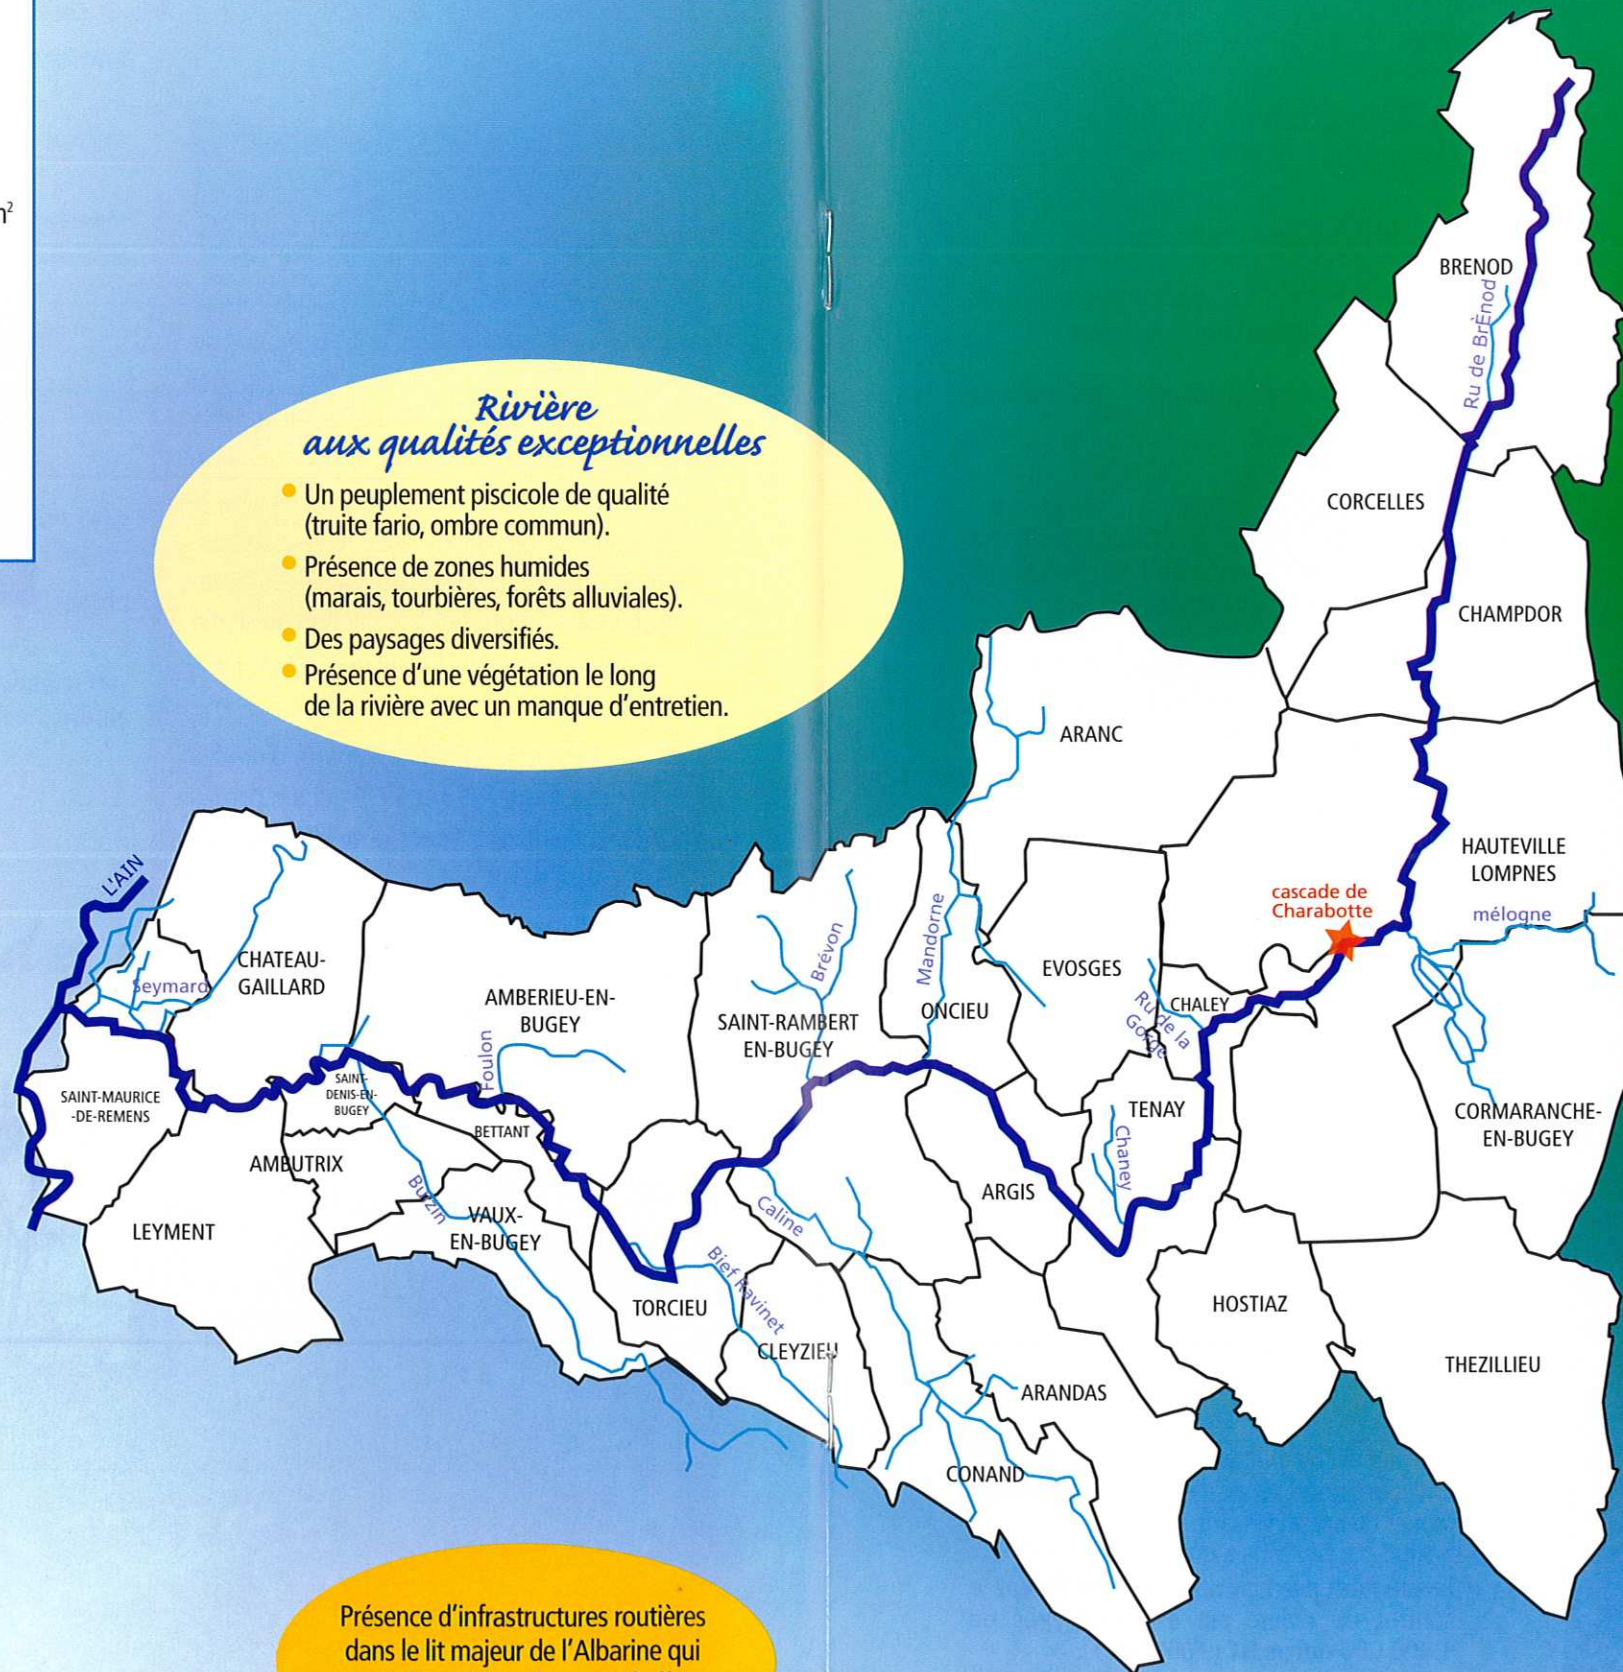 m²
Rivière
aux qualités exceptionnelles
Un peuplement piscicole de qualité
(truite fario, ombre commun).
Présence de zones humides
(marais, tourbières, forêts alluviales).
Des paysages diversifiés.
Présence d'une végétation le long
de la rivière avec un manque d'entretien.
BRENOD
Ru de BrÈnod
CORCELLES
CHAMPDOR
ARANC
HAUTEVILLE
LOMPNES
cascade de
Charabotte
mélogne
L'AIN
Seymard
CHATEAU-
GAILLARD
AMBERIEU-EN-
BUGEY
Foulon
SAINT-RAMBERT
EN-BUGEY
Brévon
Mandorne
ONCIEU
EVOSGES
CHALEY
Ru de la
Gorge
SAINT-MAURICE
-DE-REMENS
SAINT-
DENIS-EN-
BUGEY
BETTANT
TENAY
Chaney
CORMARANCHE-
EN-BUGEY
AMBUTRIX
LEYMENT
Buzin
VAUX-
EN-BUGEY
Caline
ARGIS
TORCIEU
Bief Ravinet
CLEYZIEU
HOSTIAZ
THEZILLIEU
ARANDAS
CONAND
Présence d'infrastructures routières
dans le lit majeur de l'Albarine qui